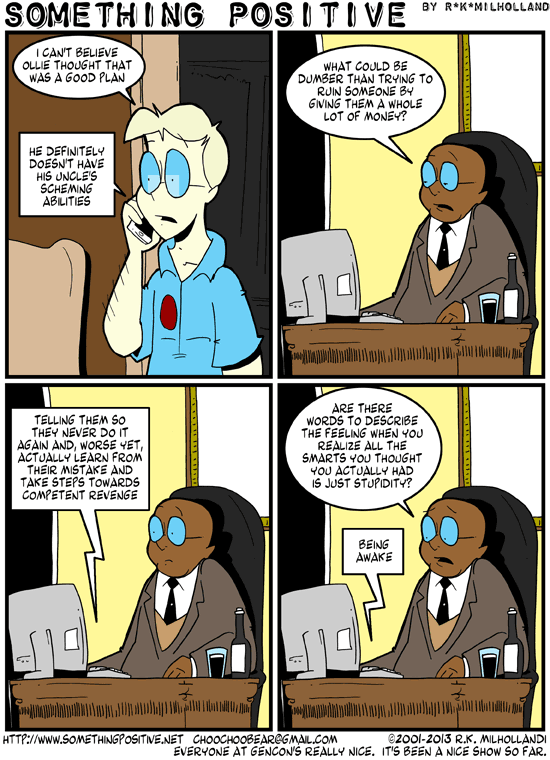 SOMETHING POSITIVE BY R*K*MILHOLLAND
I CAN'T BELIEVE
OLLIE THOUGHT THAT
WAS A GOOD PLAN
HE DEFINITELY
DOESN'T HAVE
HIS UNCLE'S
SCHEMING
ABILITIES
WHAT COULD BE
DUMBER THAN TRYING TO
RUIN SOMEONE BY
GIVING THEM A WHOLE
LOT OF MONEY?
TELLING THEM SO
THEY NEVER DO IT
AGAIN AND, WORSE YET,
ACTUALLY LEARN FROM
THEIR MISTAKE AND
TAKE STEPS TOWARDS
COMPETENT REVENGE
ARE THERE
WORDS TO DESCRIBE
THE FEELING WHEN YOU
REALIZE ALL THE
SMARTS YOU THOUGHT
YOU ACTUALLY HAD
IS JUST STUPIDITY?
BEING
AWAKE
HTTP://WWW.SOMETHINGPOSITIVE.NET CHOOCHOOBEAR@GMAIL.COM ©2001-2013 R.K. MILHOLLAND!
EVERYONE AT GENCON'S REALLY NICE. IT'S BEEN A NICE SHOW SO FAR.